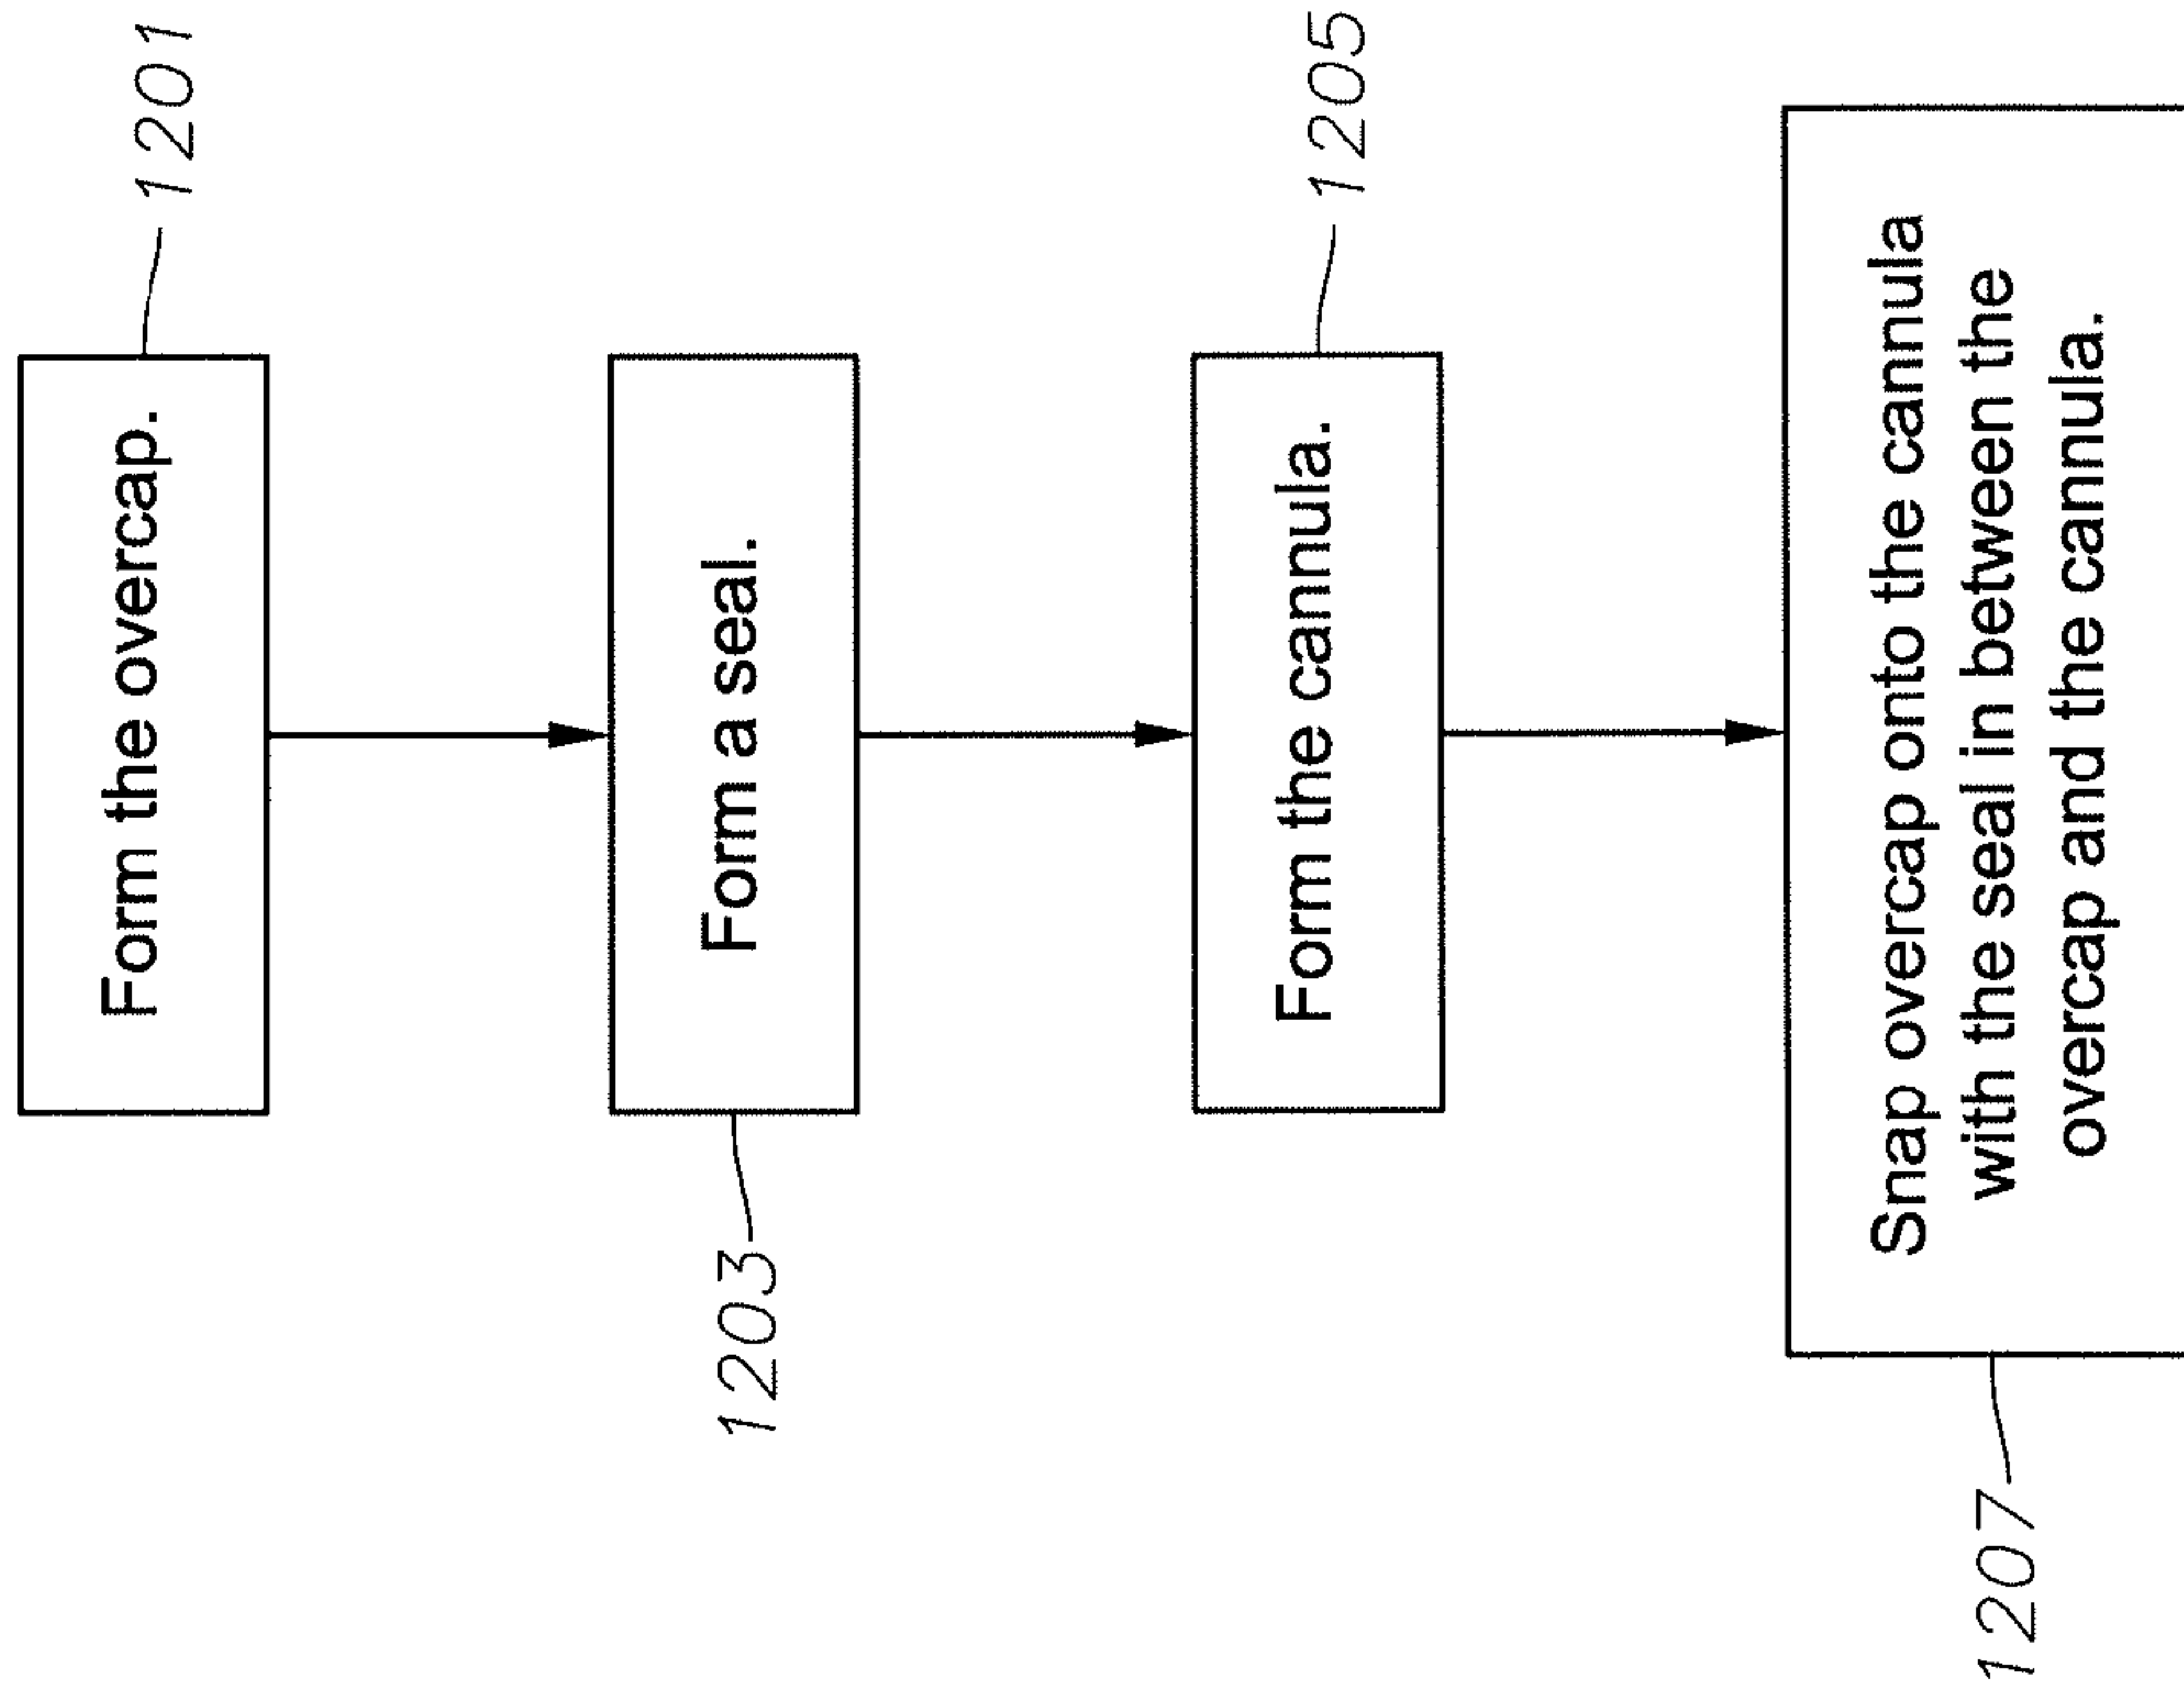 Form the overcap.
1201
Form a seal.
1203
Form the cannula.
1205
Snap overcap onto the cannula
with the seal in between the
overcap and the cannula.
1207